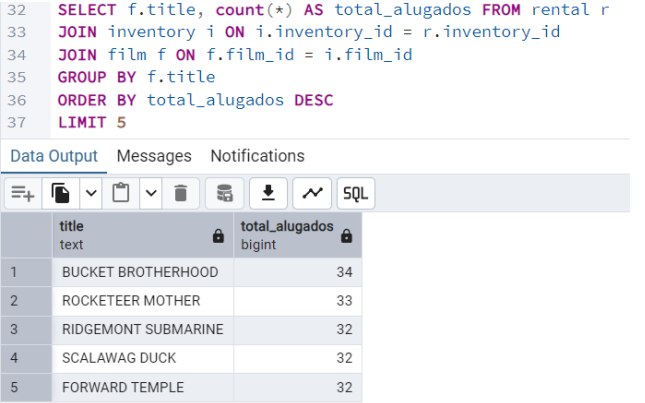 32 SELECT f.title, count(*) AS total_alugados FROM rental r
33 JOIN inventory i ON i.inventory_id = r.inventory_id
34 JOIN film f ON f.film_id = i.film_id
35 GROUP BY f.title
36 ORDER BY total_alugados DESC
37 LIMIT 5
Data Output Messages Notifications
SQL
title total_alugados
text bigint
1 BUCKET BROTHERHOOD 34
2 ROCKETEER MOTHER 33
3 RIDGEMONT SUBMARINE 32
4 SCALAWAG DUCK 32
5 FORWARD TEMPLE 32